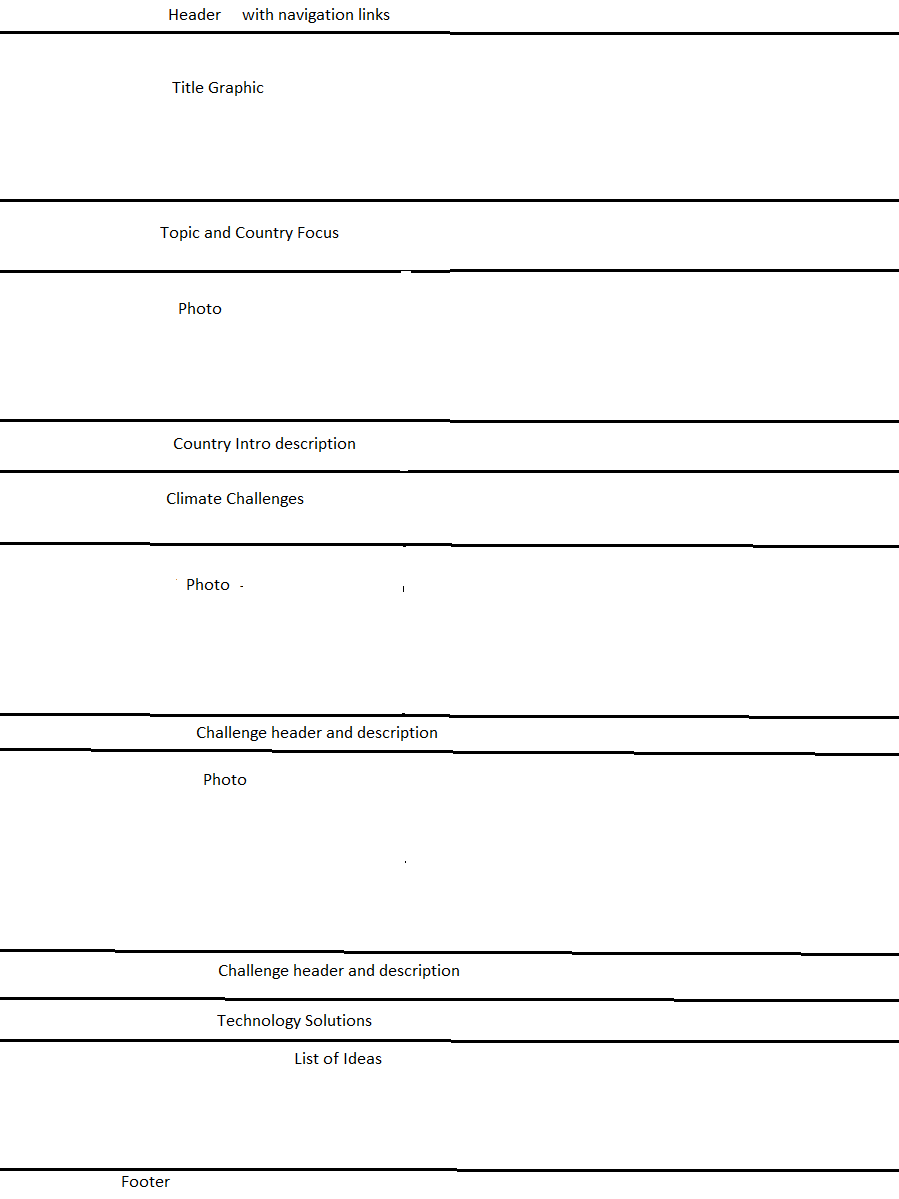 Header with navigation links
Title Graphic
Topic and Country Focus
Photo
Country Intro description
Climate Challenges
Photo -
Challenge header and description
Photo
Challenge header and description
Technology Solutions
List of Ideas
Footer